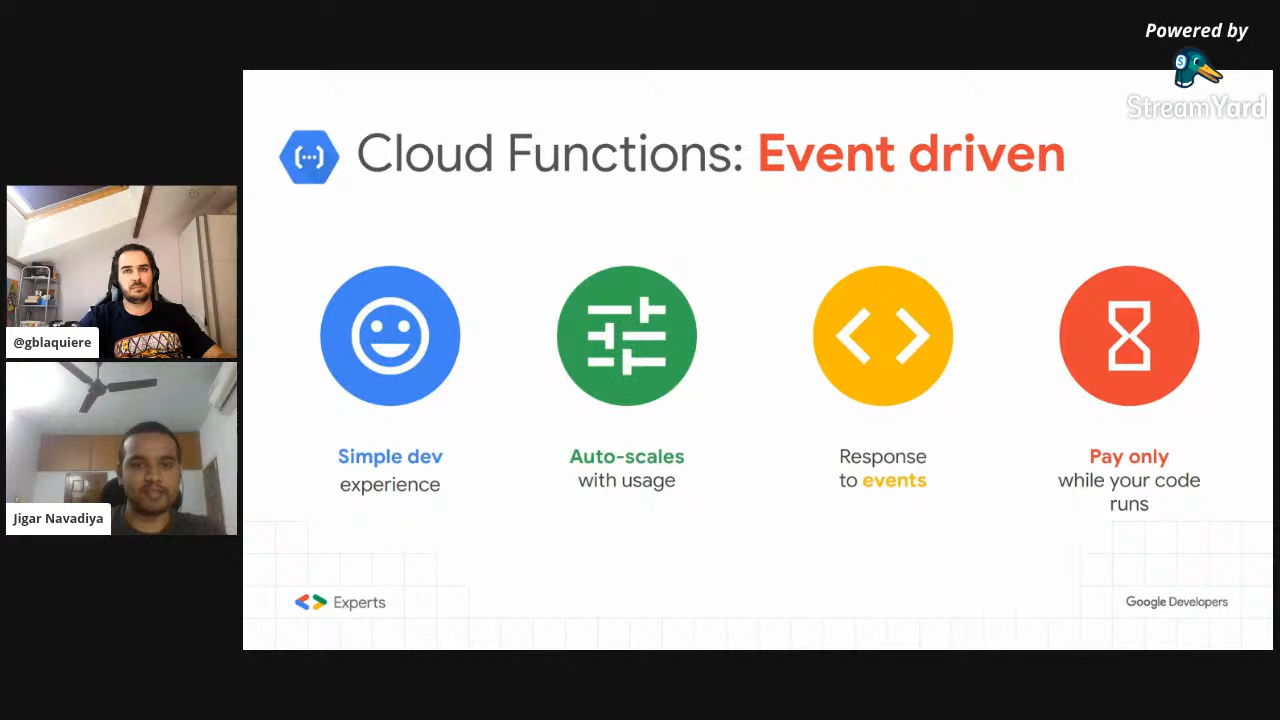 Powered by
StreamYard
Cloud Functions: Event driven
@gblaquiere
Jigar Navadiya
Simple dev
experience
Auto-scales
with usage
Response
to events
Pay only
while your code
runs
Experts
Google Developers